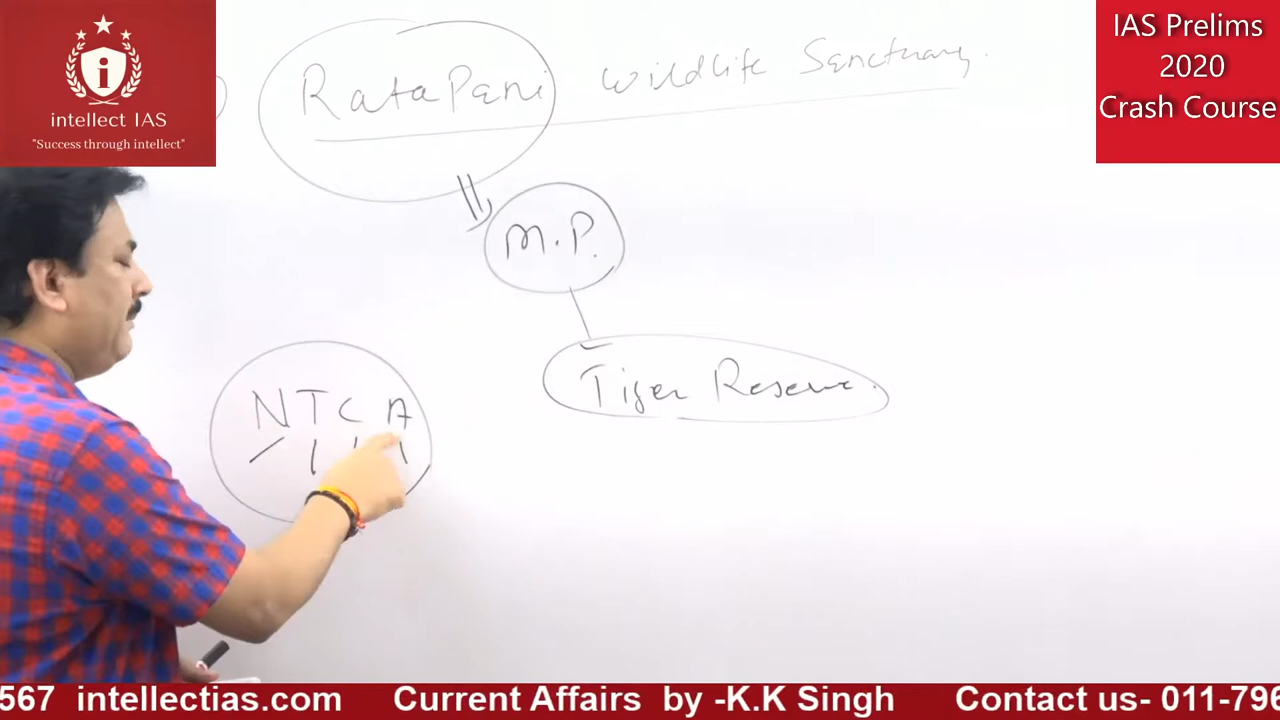 intellect IAS
"Success through intellect"
IAS Prelims
2020
Crash Course
RataPani Wildlife Sanctuary.
M.P.
Tiger Reserve.
NTCA
567 intellectias.com Current Affairs by -K.K Singh Contact us- 011-796